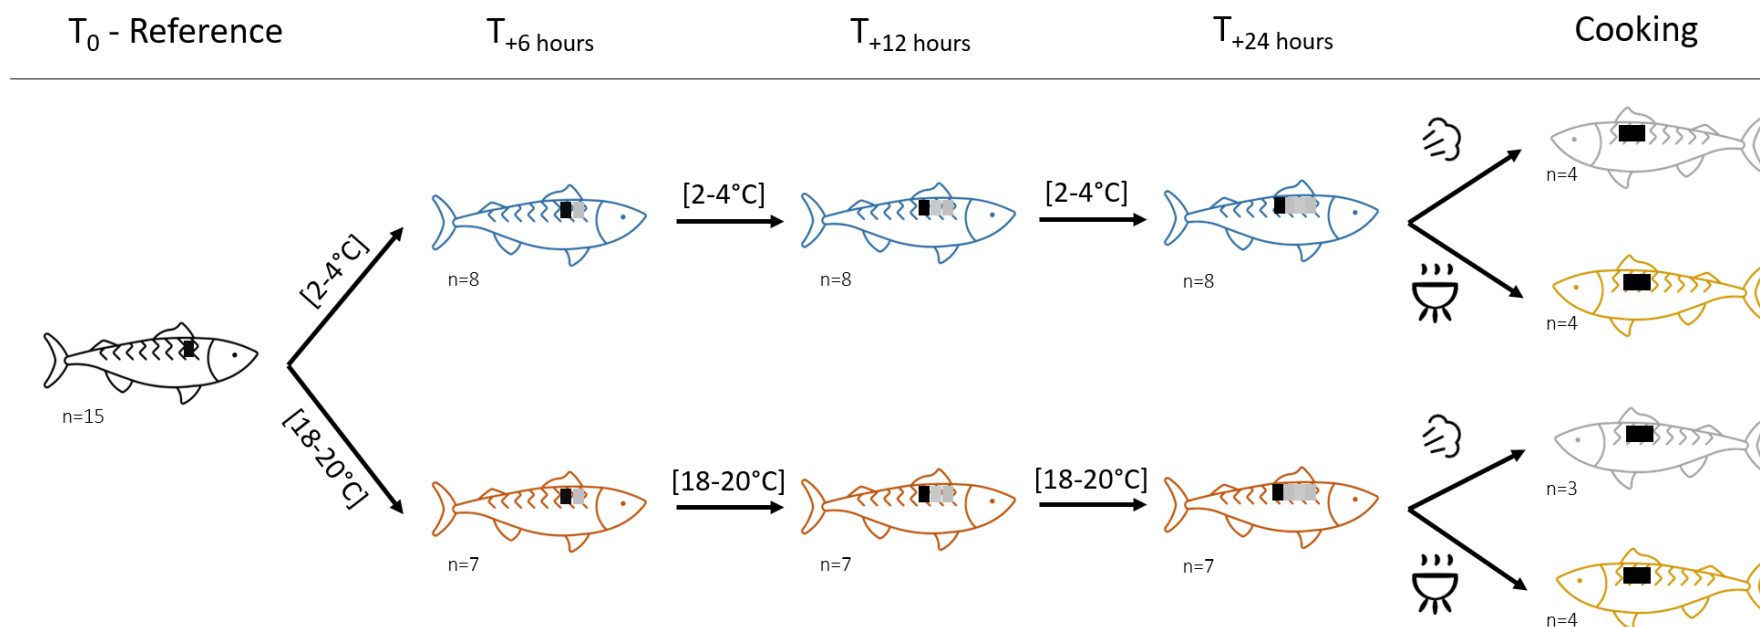 T0 - Reference
T+6 hours
T+12 hours
T+24 hours
Cooking
[2-4°C]
[2-4°C]
[2-4°C]
n=8
n=8
n=8
n=4
n=4
n=15
[18-20°C]
[18-20°C]
[18-20°C]
n=7
n=7
n=7
n=3
n=4